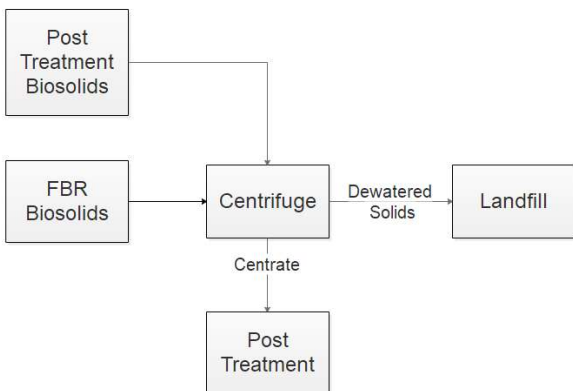 Post
Treatment
Biosolids
FBR
Biosolids
Centrifuge
Dewatered
Solids
Landfill
Centrate
Post
Treatment